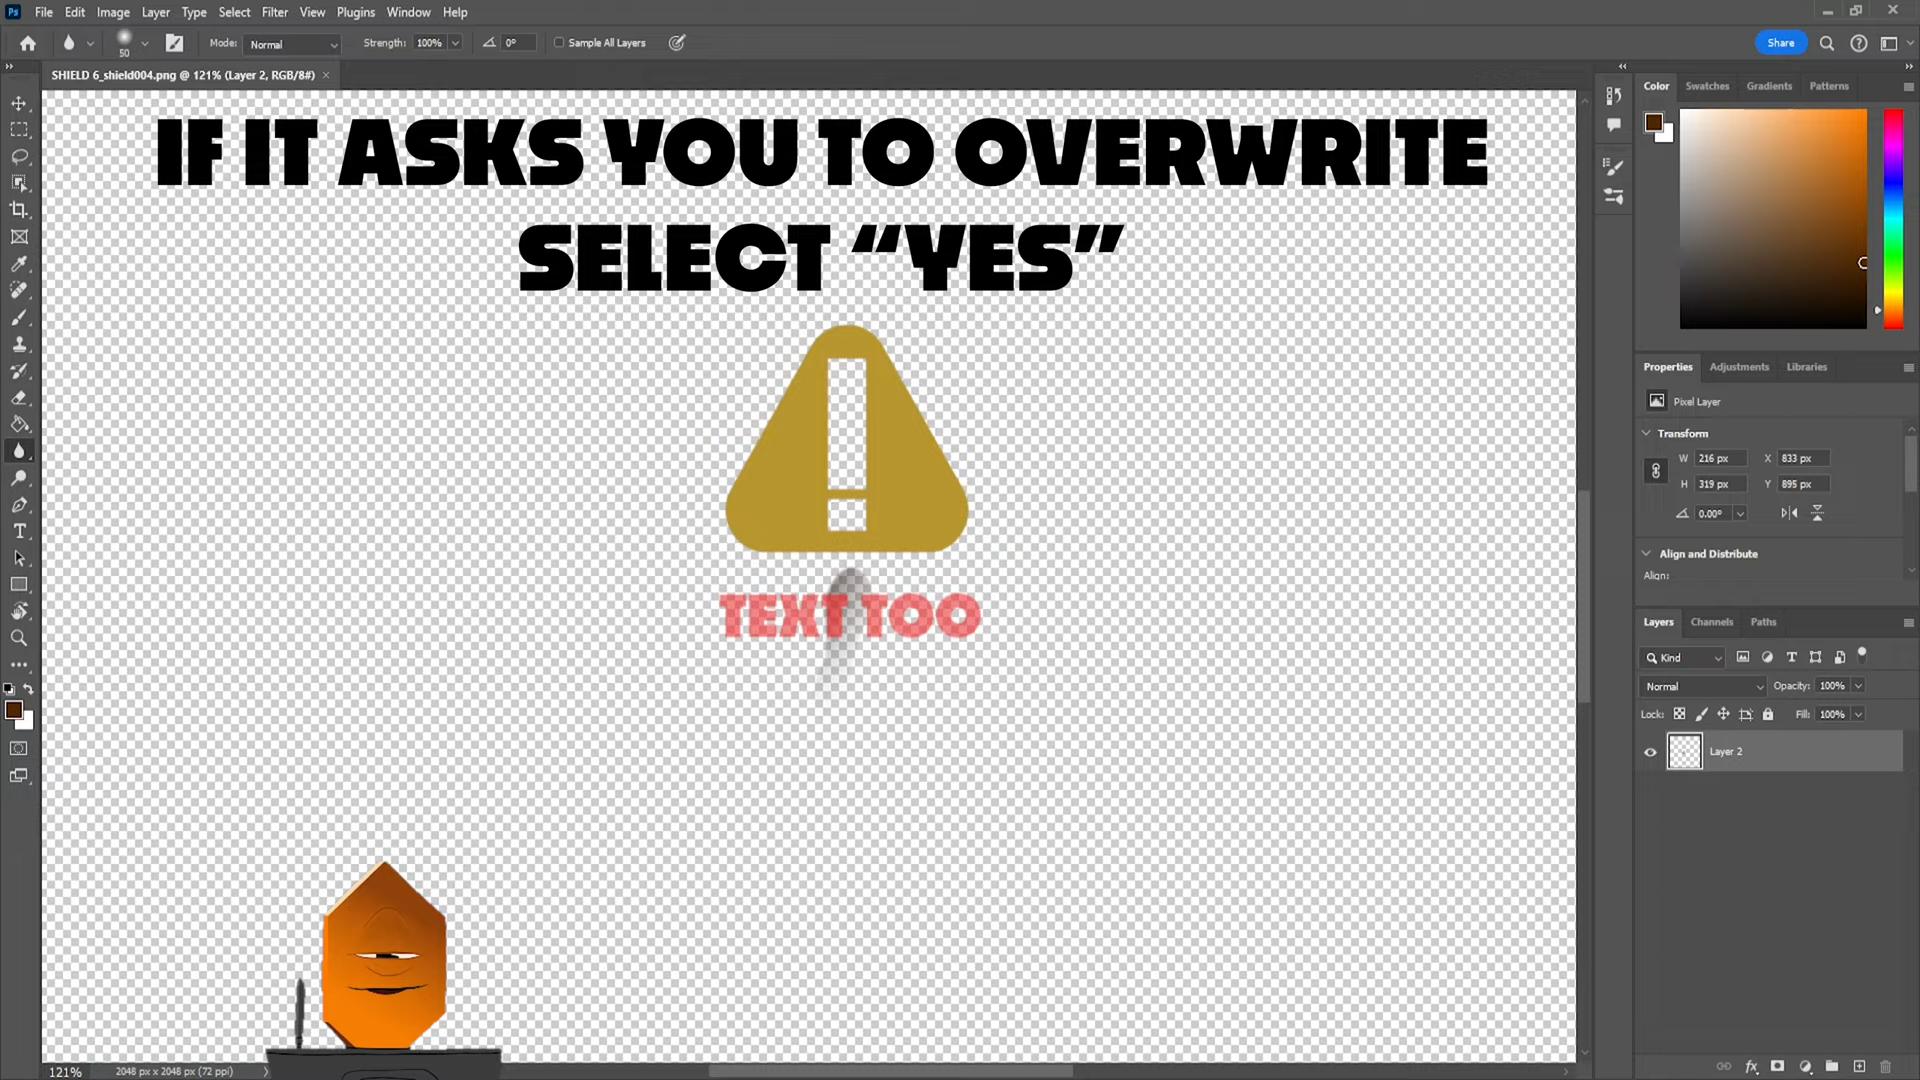 Ps File Edit Image Layer Type Select Filter View Plugins Window Help
50 Mode: Normal Strength: 100% 0° Sample All Layers Share
SHIELD 6_shield004.png @ 121% (Layer 2, RGB/8#) ×
IF IT ASKS YOU TO OVERWRITE
SELECT “YES”
TEXT TOO
121% 2048 px x 2048 px (72 ppi)
Color Swatches Gradients Patterns
Properties Adjustments Libraries
Pixel Layer
Transform
W 216 px X 833 px
H 319 px Y 895 px
0.00°
Align and Distribute
Align:
Layers Channels Paths
Kind
Normal Opacity: 100%
Lock: Fill: 100%
Layer 2
fx